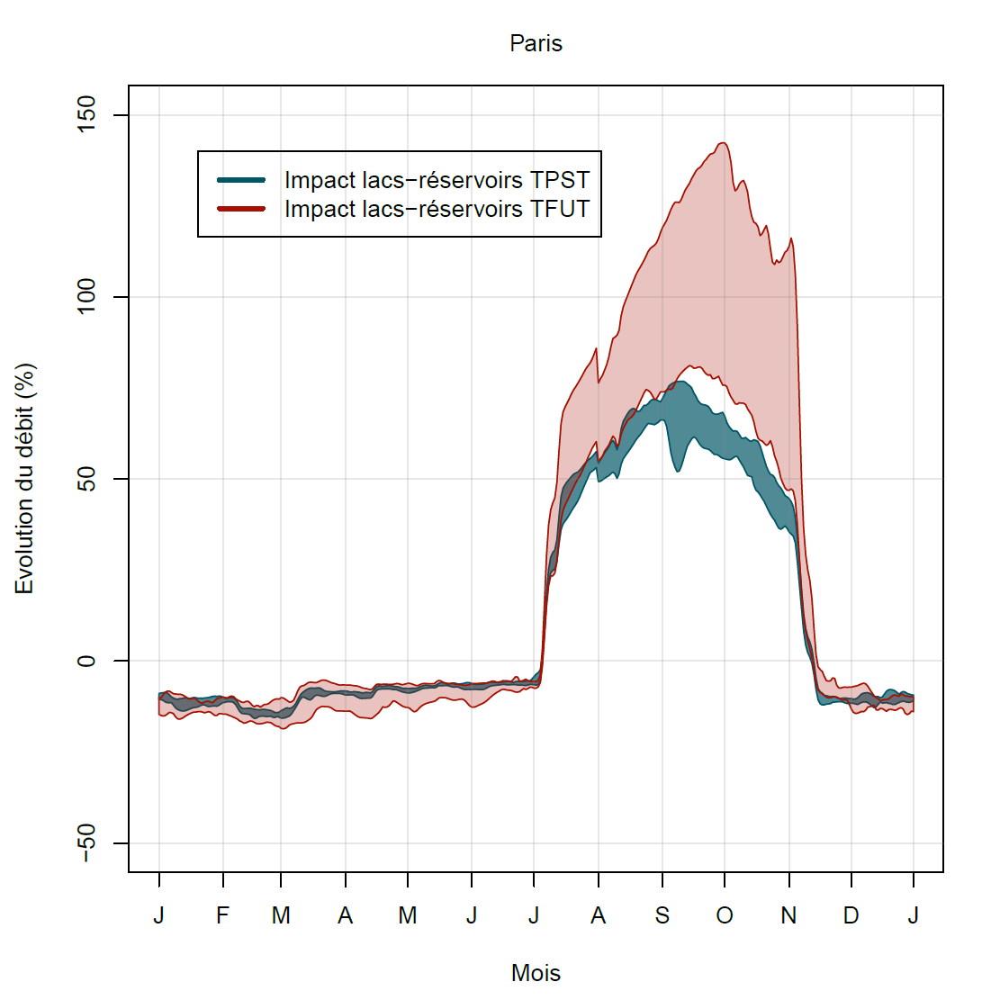 Paris
Impact lacs−réservoirs TPST
Impact lacs−réservoirs TFUT
Evolution du débit (%)
150
100
50
0
−50
J F M A M J J A S O N D J
Mois